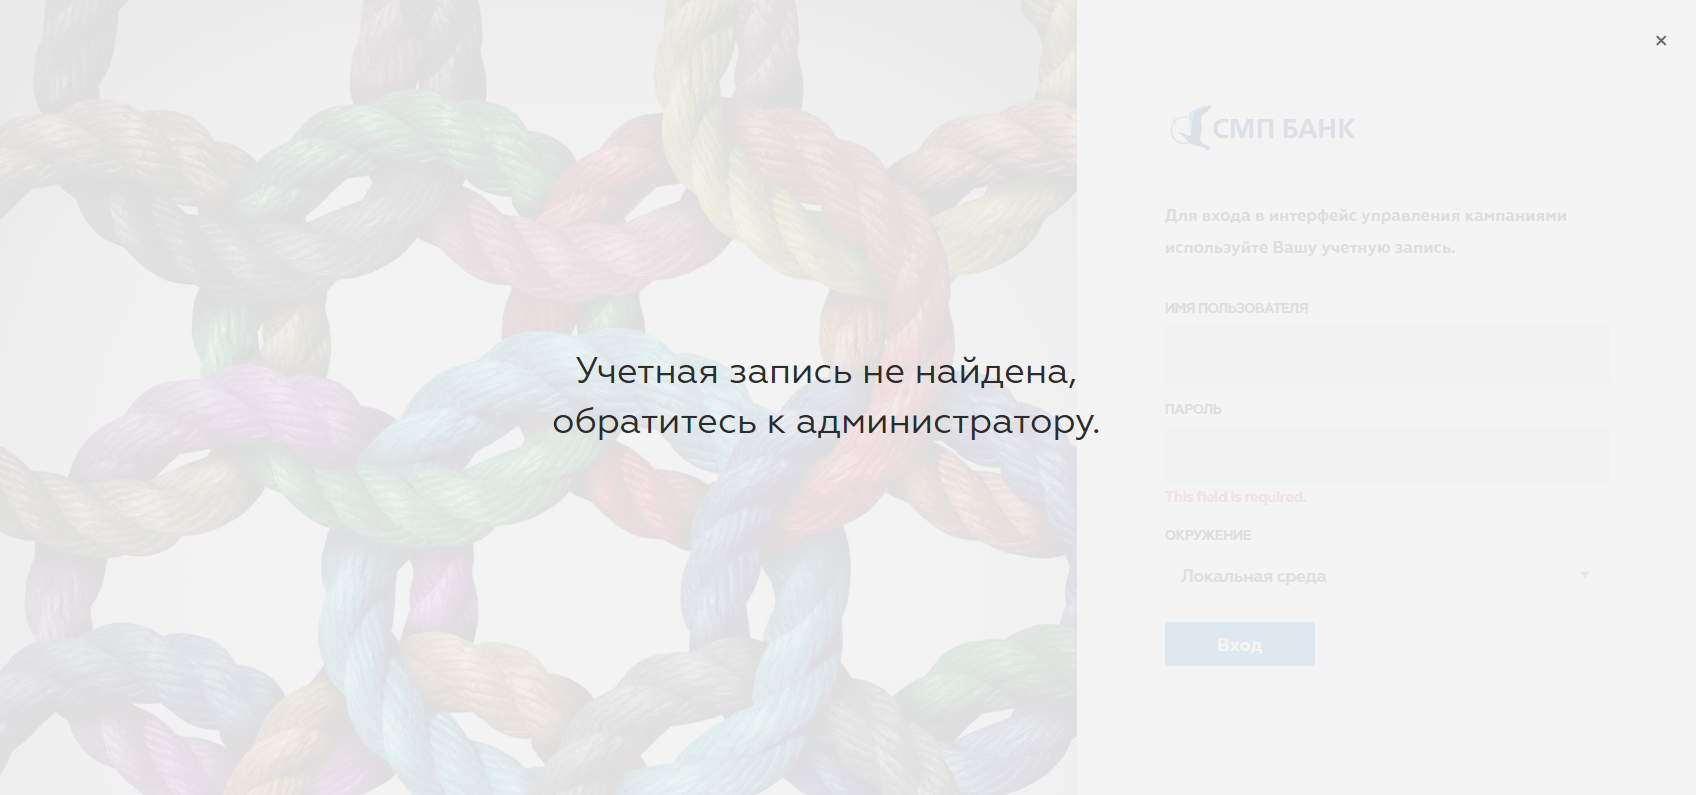 СМП БАНК
Для входа в интерфейс управления кампаниями
используйте Вашу учетную запись.
ИМЯ ПОЛЬЗОВАТЕЛЯ
Учетная запись не найдена,
обратитесь к администратору.
ПАРОЛЬ
This field is required.
ОКРУЖЕНИЕ
Локальная среда
Вход